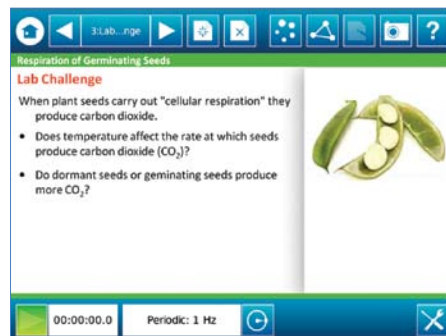 3:Lab...nge
?
Respiration of Germinating Seeds
Lab Challenge
When plant seeds carry out "cellular respiration" they
produce carbon dioxide.
• Does temperature affect the rate at which seeds
produce carbon dioxide (CO₂)?
• Do dormant seeds or geminating seeds produce
more CO₂?
00:00:00.0
Periodic: 1 Hz